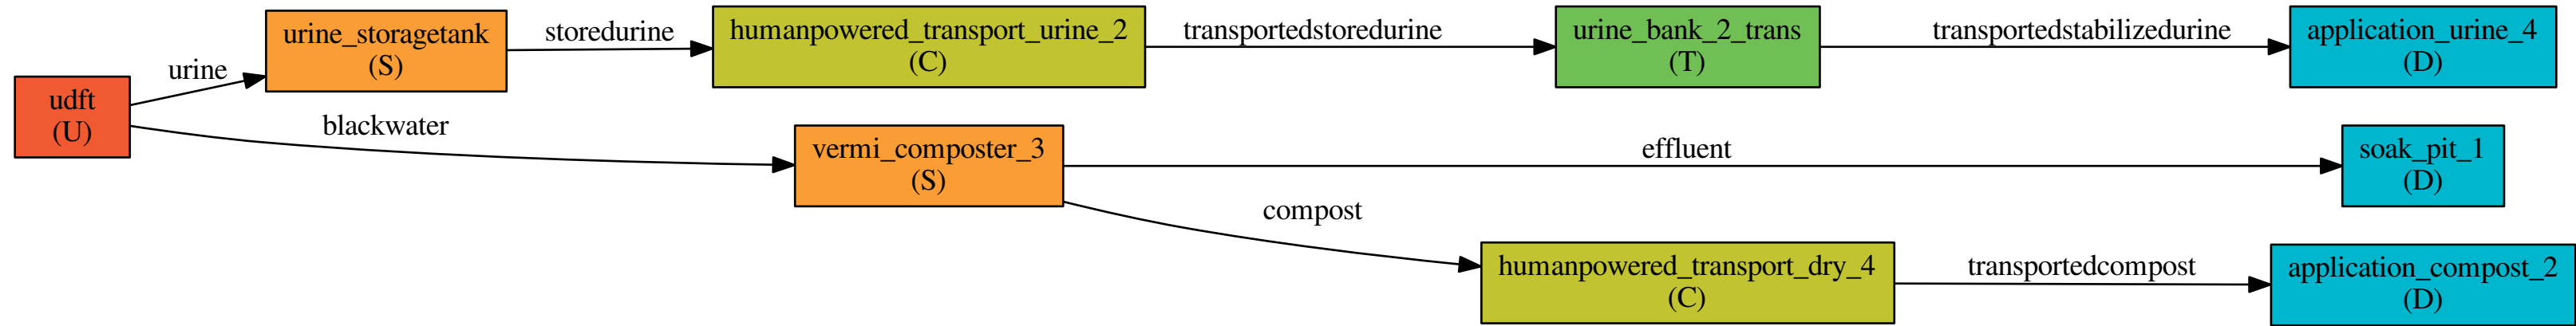 udft
(U)
urine
urine_storagetank
(S)
storedurine
humanpowered_transport_urine_2
(C)
transportedstoredurine
urine_bank_2_trans
(T)
transportedstabilizedurine
application_urine_4
(D)
blackwater
vermi_composter_3
(S)
effluent
soak_pit_1
(D)
compost
humanpowered_transport_dry_4
(C)
transportedcompost
application_compost_2
(D)